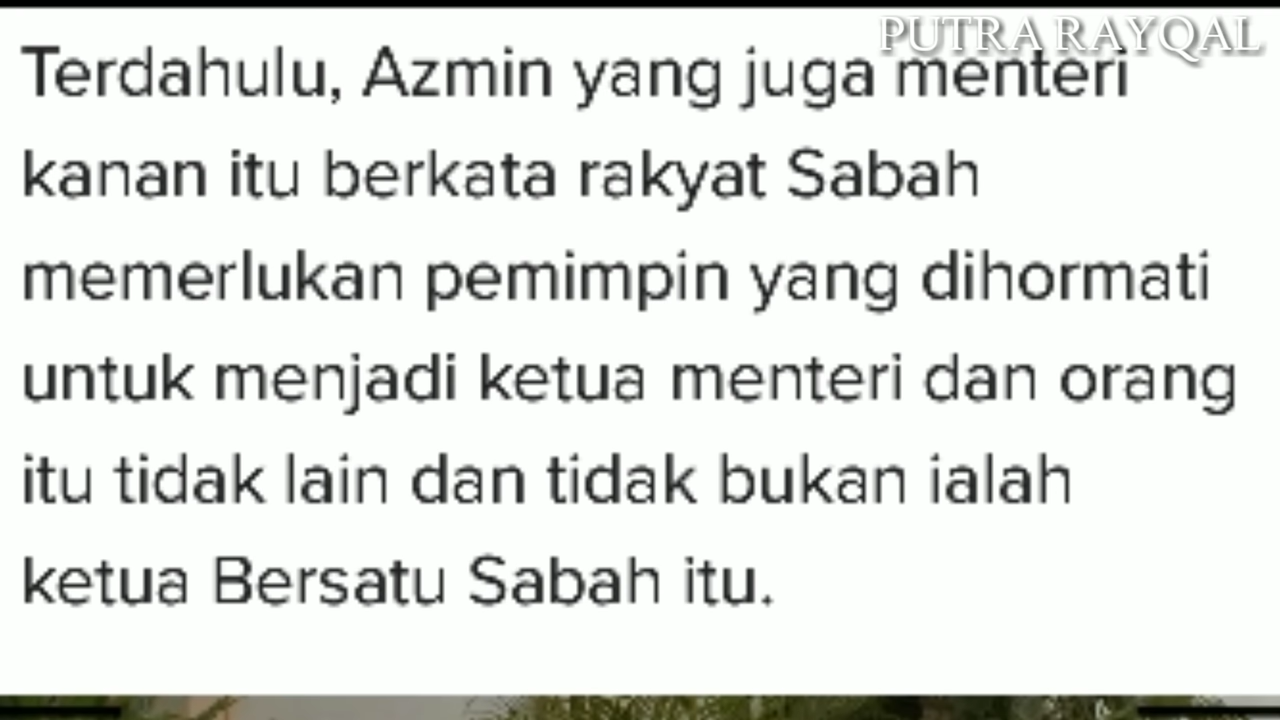 PUTRA RAYQAL
Terdahulu, Azmin yang juga menteri
kanan itu berkata rakyat Sabah
memerlukan pemimpin yang dihormati
untuk menjadi ketua menteri dan orang
itu tidak lain dan tidak bukan ialah
ketua Bersatu Sabah itu.